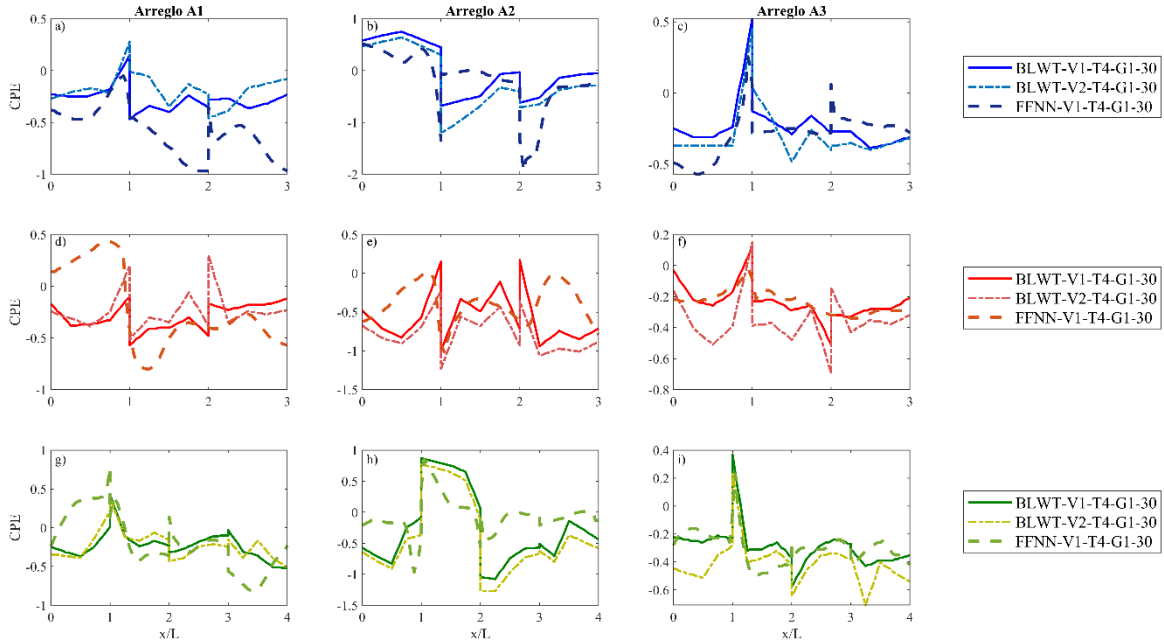 Arreglo A1
Arreglo A2
Arreglo A3
a)
0.5
0
-0.5
-1
CPE
0 1 2 3
b)
1
0
-1
-2
0 1 2 3
c)
0.5
0
-0.5
0 1 2 3
BLWT-V1-T4-G1-30
BLWT-V2-T4-G1-30
FFNN-V1-T4-G1-30
d)
0.5
0
-0.5
-1
CPE
0 1 2 3
e)
0.5
0
-0.5
-1
-1.5
0 1 2 3
f)
0.2
0
-0.2
-0.4
-0.6
-0.8
0 1 2 3
BLWT-V1-T4-G1-30
BLWT-V2-T4-G1-30
FFNN-V1-T4-G1-30
g)
1
0.5
0
-0.5
-1
CPE
0 1 2 3 4
x/L
h)
1
0.5
0
-0.5
-1
-1.5
0 1 2 3 4
x/L
i)
0.4
0.2
0
-0.2
-0.4
-0.6
0 1 2 3 4
x/L
BLWT-V1-T4-G1-30
BLWT-V2-T4-G1-30
FFNN-V1-T4-G1-30